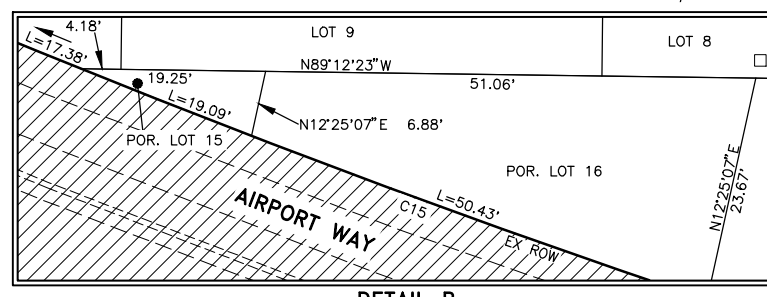 4.18'
LOT 9
LOT 8
L=17.38'
N89°12'23"W
19.25'
51.06'
L=19.09'
N12°25'07"E 6.88'
POR. LOT 15
POR. LOT 16
N12°25'07"E
23.67'
L=50.43'
C15
AIRPORT WAY
EX ROW